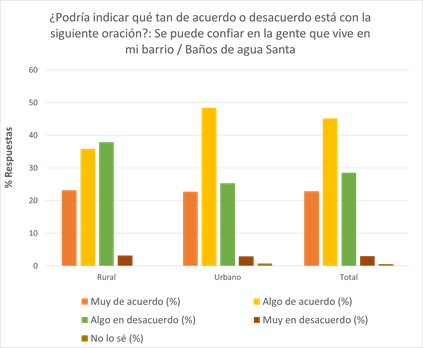 ¿Podría indicar qué tan de acuerdo o desacuerdo está con la
siguiente oración?: Se puede confiar en la gente que vive en
mi barrio / Baños de agua Santa
60
50
40
30
20
10
0
% Respuestas
Rural Urbano Total
Muy de acuerdo (%) Algo de acuerdo (%)
Algo en desacuerdo (%) Muy en desacuerdo (%)
No lo sé (%)